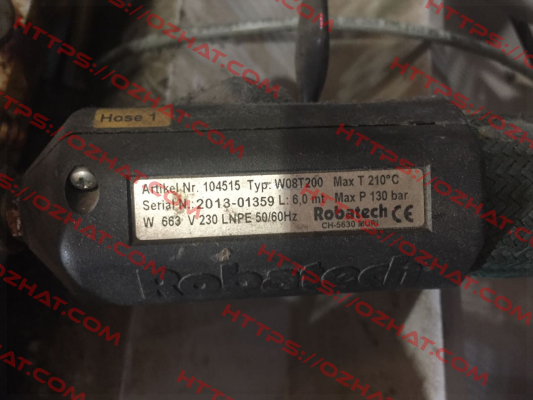 Hose 1
Artikel Nr. 104515 Typ: W08T200 Max T 210°C
Serial N.: 2013-01359 L: 6,0 mt Max P 130 bar
W 663 V 230 LNPE 50/60Hz Robatech CE
CH-5630 MURI
Robatech
HTTPS://OZHAT.COM